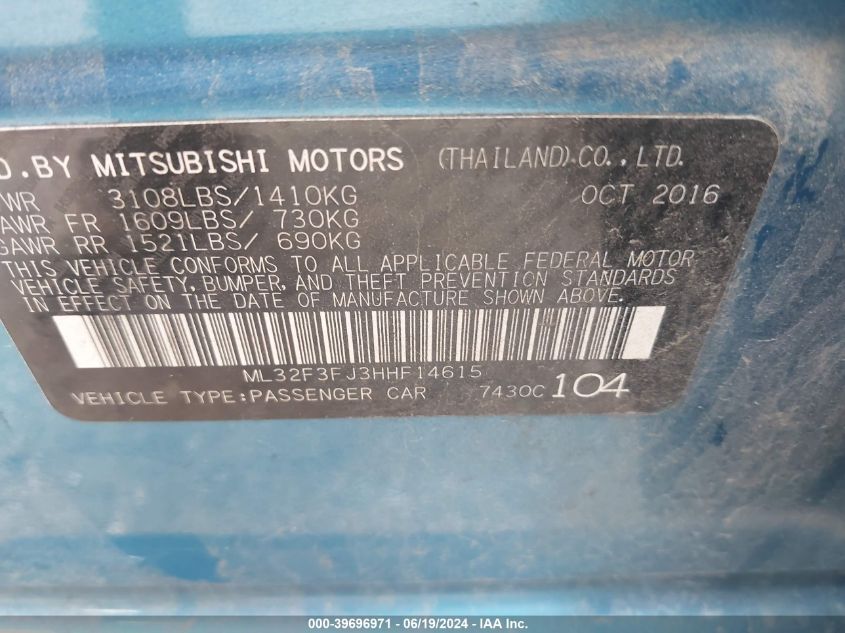 D.BY MITSUBISHI MOTORS (THAILAND).CO.,LTD.
WR 3108LBS/1410KG OCT 2016
AWR FR 1609LBS/ 730KG
GAWR RR 1521LBS/ 690KG
THIS VEHICLE CONFORMS TO ALL APPLICABLE FEDERAL MOTOR
VEHICLE SAFETY, BUMPER, AND THEFT PREVENTION STANDARDS
IN EFFECT ON THE DATE OF MANUFACTURE SHOWN ABOVE.
ML32F3FJ3HHF14615
VEHICLE TYPE:PASSENGER CAR 7430C 104
000-39696971 - 06/19/2024 - IAA Inc.